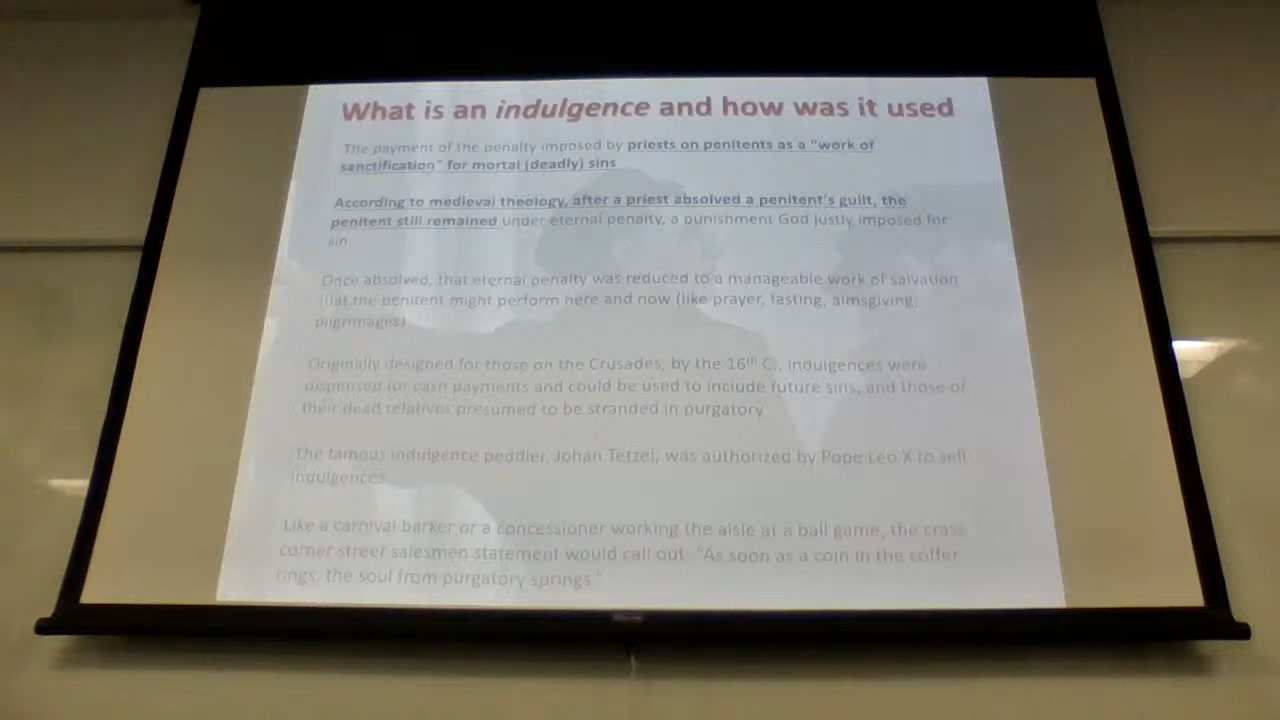 What is an indulgence and how was it used
The payment of the penalty imposed by priests on penitents as a "work of
sanctification" for mortal (deadly) sins
According to medieval theology, after a priest absolved a penitent's guilt, the
penitent still remained under eternal penalty, a punishment God justly imposed for
sin
Once absolved, that eternal penalty was reduced to a manageable work of salvation
that the penitent might perform here and now (like prayer, fasting, almsgiving,
pilgrimages)
Originally designed for those on the Crusades, by the 16th C., indulgences were
dispensed for cash payments and could be used to include future sins, and those of
their dead relatives presumed to be stranded in purgatory
The famous indulgence peddler, Johan Tetzel, was authorized by Pope Leo X to sell
indulgences
Like a carnival barker or a concessioner working the aisle at a ball game, the crass
corner street salesmen statement would call out: "As soon as a coin in the coffer
rings, the soul from purgatory springs."